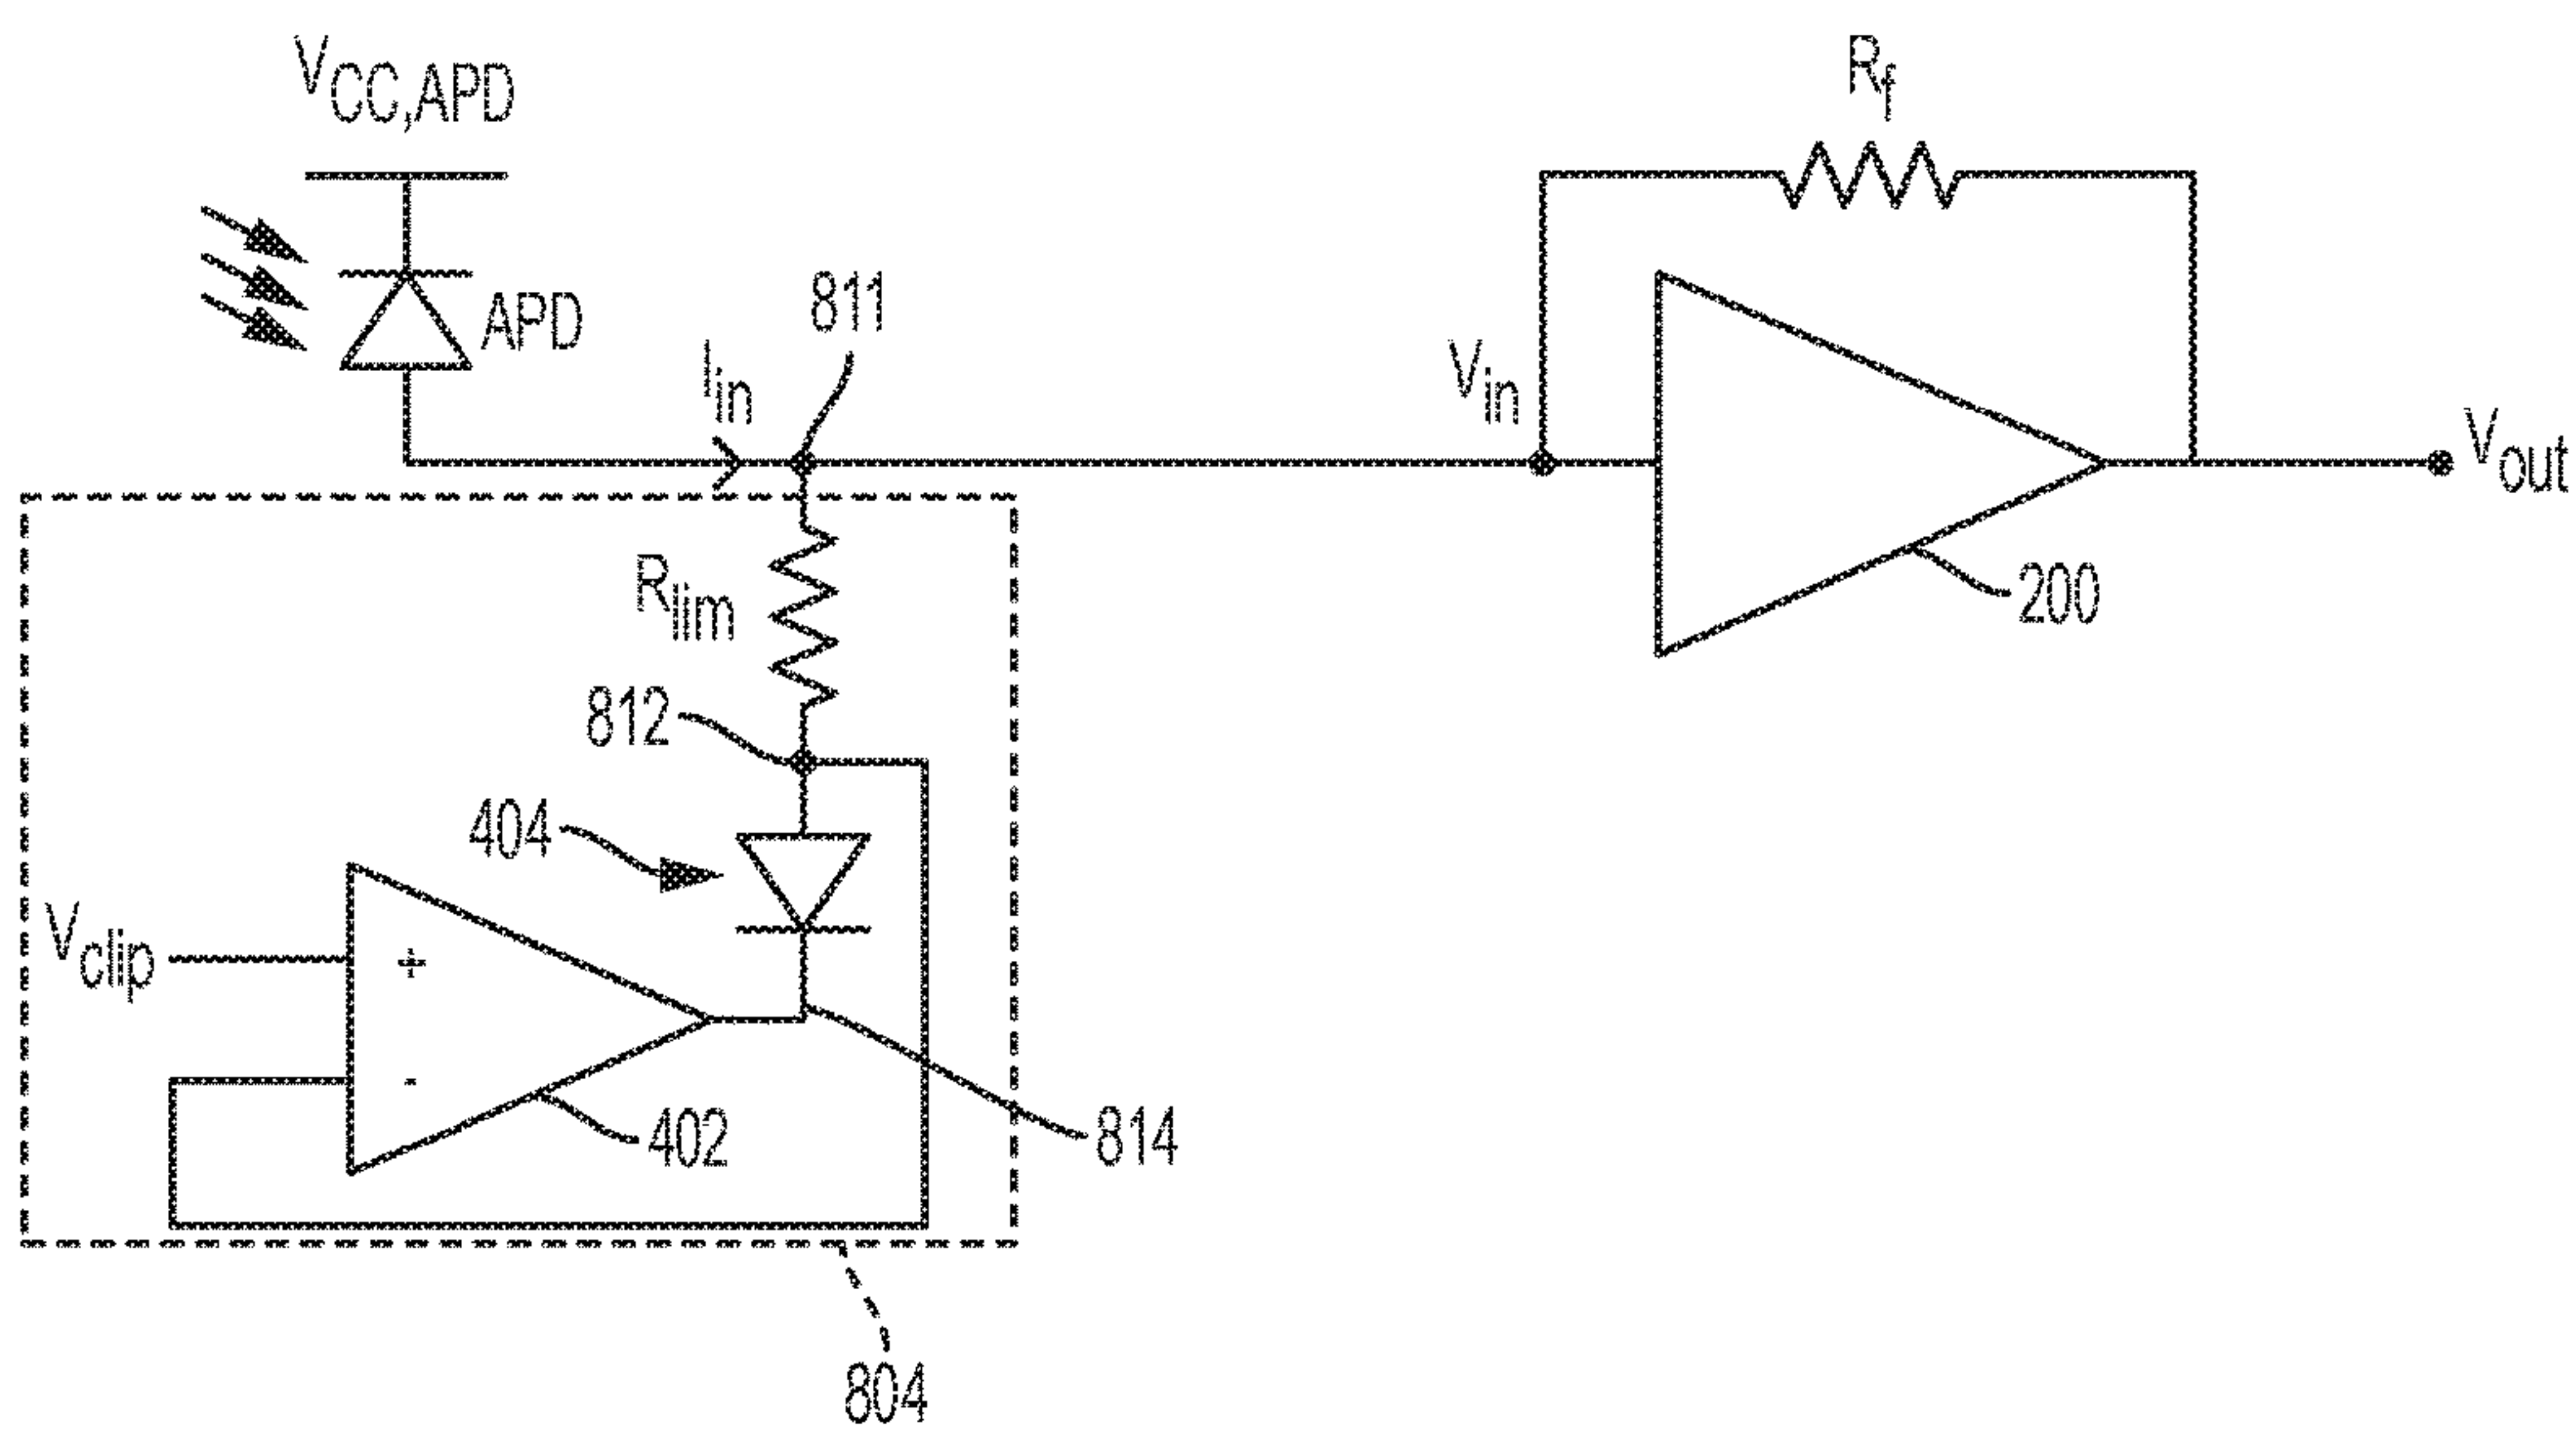 VCC,APD
Rf
APD
811
Iin
Vin
Vout
Rlim
200
812
404
Vclip
+
-
402
814
804